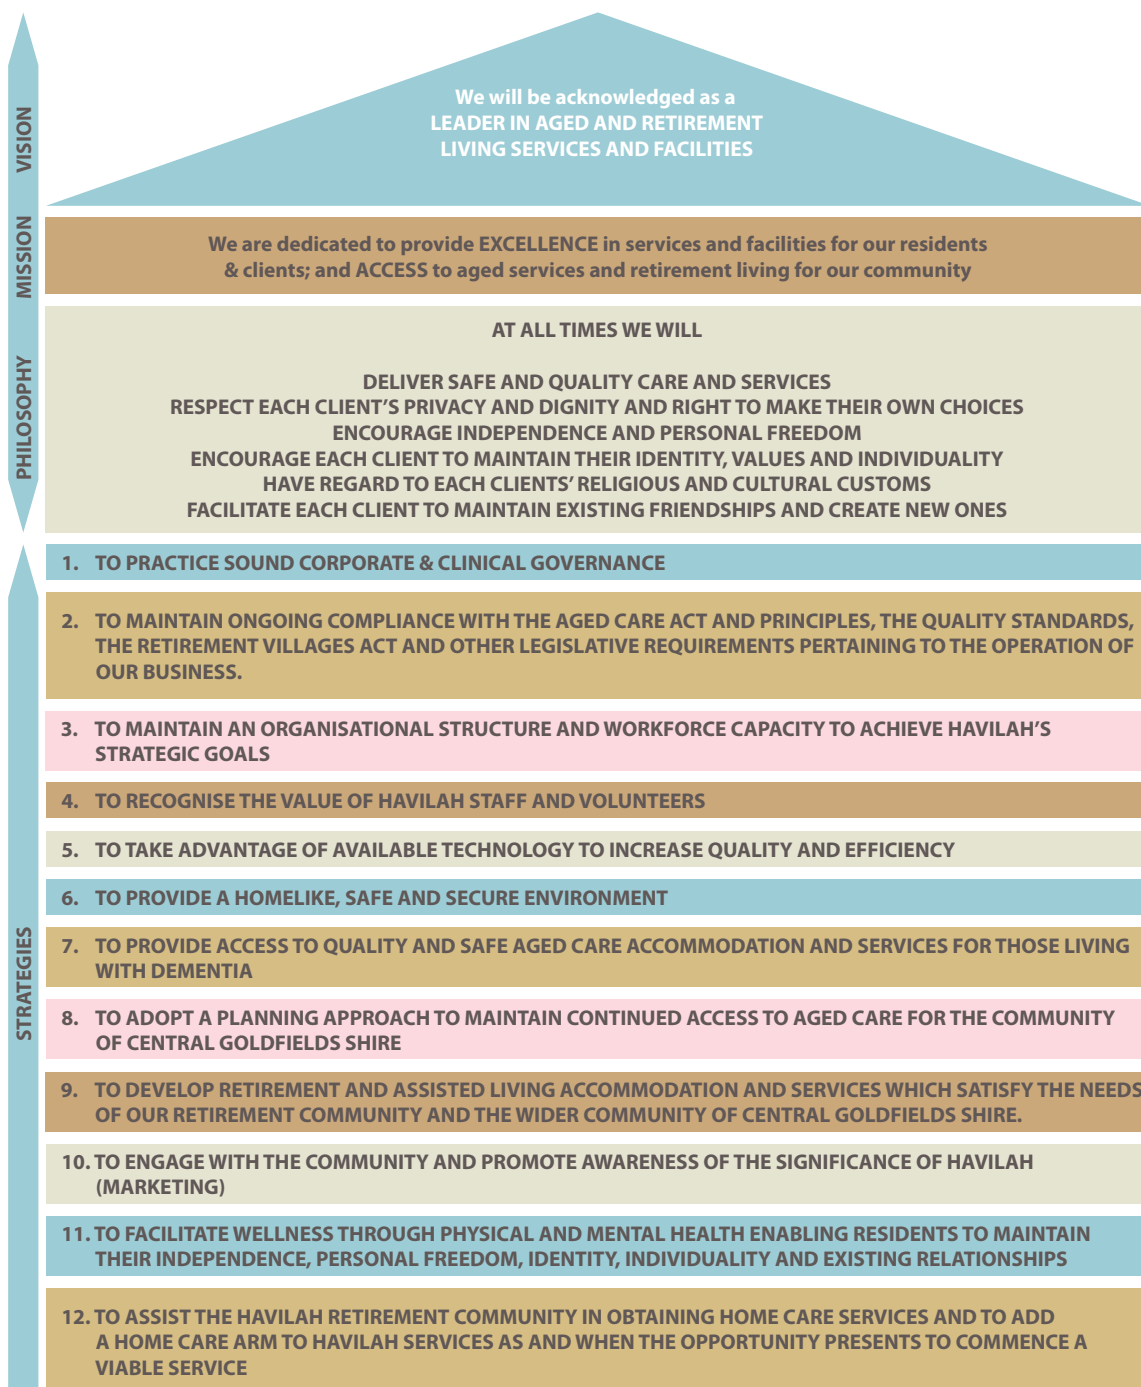 VISION
We will be acknowledged as a
LEADER IN AGED AND RETIREMENT
LIVING SERVICES AND FACILITIES
MISSION
We are dedicated to provide EXCELLENCE in services and facilities for our residents
& clients; and ACCESS to aged services and retirement living for our community
PHILOSOPHY
AT ALL TIMES WE WILL
DELIVER SAFE AND QUALITY CARE AND SERVICES
RESPECT EACH CLIENT'S PRIVACY AND DIGNITY AND RIGHT TO MAKE THEIR OWN CHOICES
ENCOURAGE INDEPENDENCE AND PERSONAL FREEDOM
ENCOURAGE EACH CLIENT TO MAINTAIN THEIR IDENTITY, VALUES AND INDIVIDUALITY
HAVE REGARD TO EACH CLIENTS' RELIGIOUS AND CULTURAL CUSTOMS
FACILITATE EACH CLIENT TO MAINTAIN EXISTING FRIENDSHIPS AND CREATE NEW ONES
STRATEGIES
1. TO PRACTICE SOUND CORPORATE & CLINICAL GOVERNANCE
2. TO MAINTAIN ONGOING COMPLIANCE WITH THE AGED CARE ACT AND PRINCIPLES, THE QUALITY STANDARDS,
THE RETIREMENT VILLAGES ACT AND OTHER LEGISLATIVE REQUIREMENTS PERTAINING TO THE OPERATION OF
OUR BUSINESS.
3. TO MAINTAIN AN ORGANISATIONAL STRUCTURE AND WORKFORCE CAPACITY TO ACHIEVE HAVILAH'S
STRATEGIC GOALS
4. TO RECOGNISE THE VALUE OF HAVILAH STAFF AND VOLUNTEERS
5. TO TAKE ADVANTAGE OF AVAILABLE TECHNOLOGY TO INCREASE QUALITY AND EFFICIENCY
6. TO PROVIDE A HOMELIKE, SAFE AND SECURE ENVIRONMENT
7. TO PROVIDE ACCESS TO QUALITY AND SAFE AGED CARE ACCOMMODATION AND SERVICES FOR THOSE LIVING
WITH DEMENTIA
8. TO ADOPT A PLANNING APPROACH TO MAINTAIN CONTINUED ACCESS TO AGED CARE FOR THE COMMUNITY
OF CENTRAL GOLDFIELDS SHIRE
9. TO DEVELOP RETIREMENT AND ASSISTED LIVING ACCOMMODATION AND SERVICES WHICH SATISFY THE NEEDS
OF OUR RETIREMENT COMMUNITY AND THE WIDER COMMUNITY OF CENTRAL GOLDFIELDS SHIRE.
10. TO ENGAGE WITH THE COMMUNITY AND PROMOTE AWARENESS OF THE SIGNIFICANCE OF HAVILAH
(MARKETING)
11. TO FACILITATE WELLNESS THROUGH PHYSICAL AND MENTAL HEALTH ENABLING RESIDENTS TO MAINTAIN
THEIR INDEPENDENCE, PERSONAL FREEDOM, IDENTITY, INDIVIDUALITY AND EXISTING RELATIONSHIPS
12. TO ASSIST THE HAVILAH RETIREMENT COMMUNITY IN OBTAINING HOME CARE SERVICES AND TO ADD
A HOME CARE ARM TO HAVILAH SERVICES AS AND WHEN THE OPPORTUNITY PRESENTS TO COMMENCE A
VIABLE SERVICE